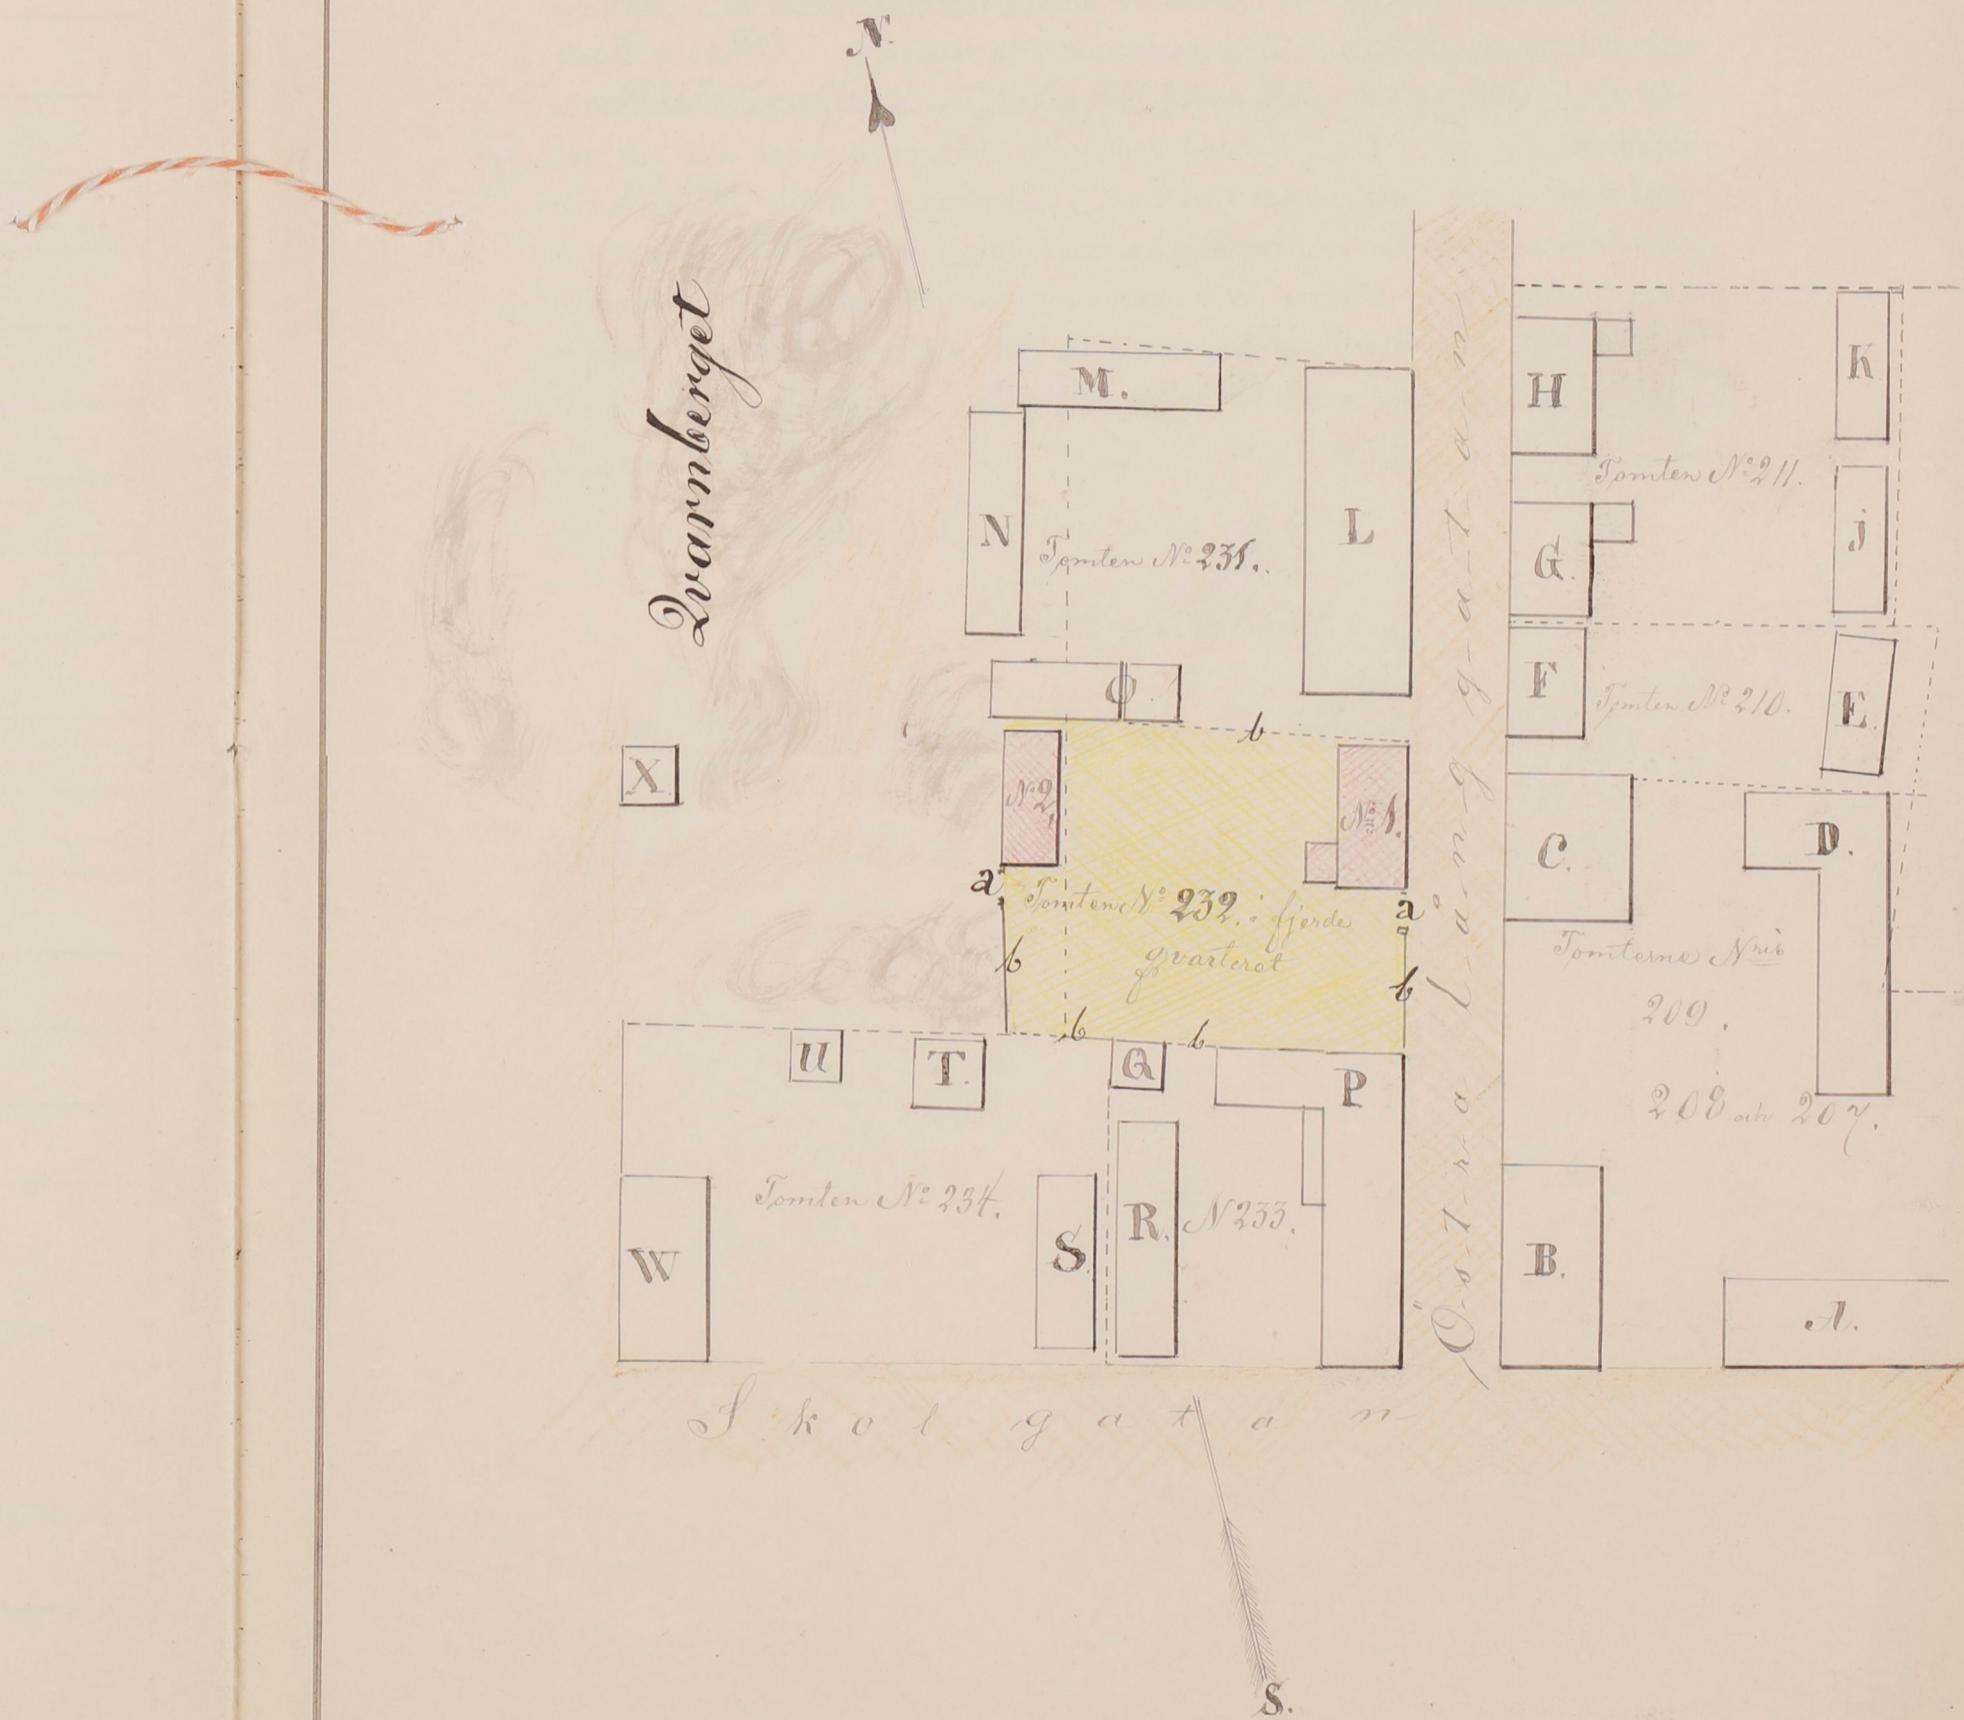 N.
Qvarnberget
M.
N
L
Tomten No 231.
O.
H
K
Tomten No 211.
G.
J
F
Tomten No 210.
E.
X.
No 2.
No 1.
b
a
Tomten No 232. i fjerde
qvarteret
a
b
b
b
b
C.
D.
Tomterne Nris
209.
208 och 207.
Östra Långgatan
U
T.
Q
P
Tomten No 234.
N 233.
W
S.
R.
B.
A.
Skolgatan
S.